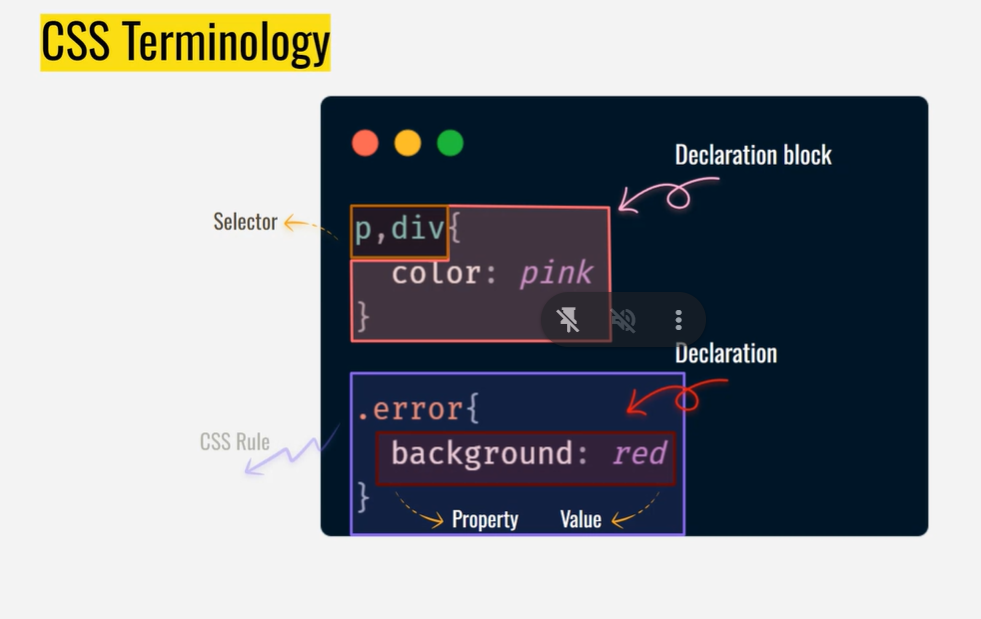 CSS Terminology
Declaration block
Selector
p,div{
color: pink
}
Declaration
.error{
CSS Rule
background: red
}
Property Value